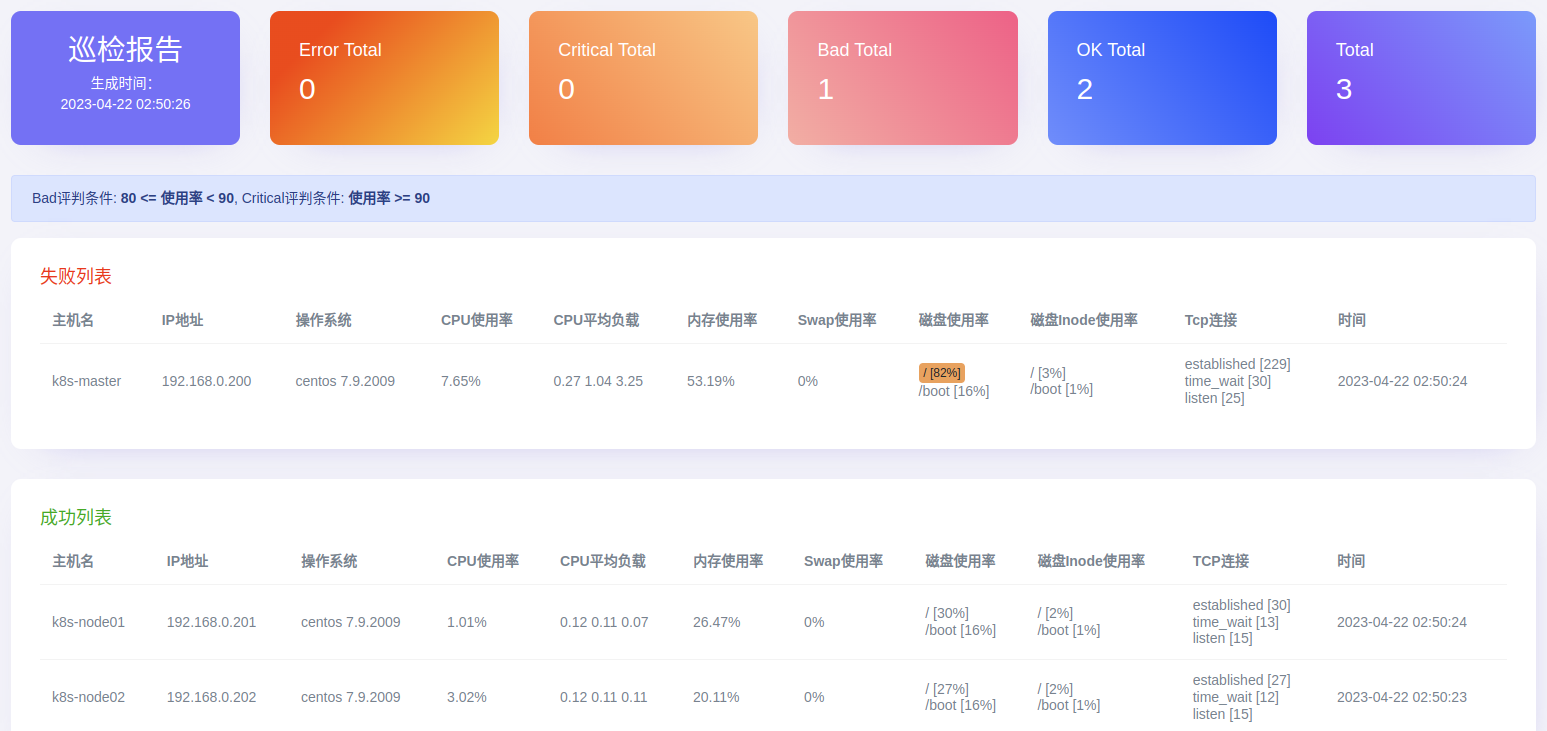 巡检报告
生成时间：
2023-04-22 02:50:26
Error Total
0
Critical Total
0
Bad Total
1
OK Total
2
Total
3
Bad评判条件: 80 <= 使用率 < 90, Critical评判条件: 使用率 >= 90
失败列表
主机名 IP地址 操作系统 CPU使用率 CPU平均负载 内存使用率 Swap使用率 磁盘使用率 磁盘Inode使用率 Tcp连接 时间
k8s-master 192.168.0.200 centos 7.9.2009 7.65% 0.27 1.04 3.25 53.19% 0%
/ [82%]
/boot [16%]
/ [3%]
/boot [1%]
established [229]
time_wait [30]
listen [25]
2023-04-22 02:50:24
成功列表
主机名 IP地址 操作系统 CPU使用率 CPU平均负载 内存使用率 Swap使用率 磁盘使用率 磁盘Inode使用率 TCP连接 时间
k8s-node01 192.168.0.201 centos 7.9.2009 1.01% 0.12 0.11 0.07 26.47% 0%
/ [30%]
/boot [16%]
/ [2%]
/boot [1%]
established [30]
time_wait [13]
listen [15]
2023-04-22 02:50:24
k8s-node02 192.168.0.202 centos 7.9.2009 3.02% 0.12 0.11 0.11 20.11% 0%
/ [27%]
/boot [16%]
/ [2%]
/boot [1%]
established [27]
time_wait [12]
listen [15]
2023-04-22 02:50:23